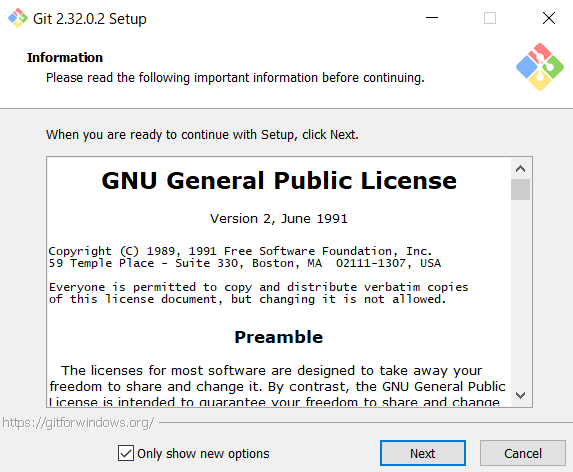 Git 2.32.0.2 Setup
Information
Please read the following important information before continuing.
When you are ready to continue with Setup, click Next.
GNU General Public License
Version 2, June 1991
Copyright (C) 1989, 1991 Free Software Foundation, Inc.
59 Temple Place - Suite 330, Boston, MA  02111-1307, USA
Everyone is permitted to copy and distribute verbatim copies
of this license document, but changing it is not allowed.
Preamble
The licenses for most software are designed to take away your
freedom to share and change it. By contrast, the GNU General Public
License is intended to guarantee your freedom to share and change
https://gitforwindows.org/
Only show new options
Next
Cancel